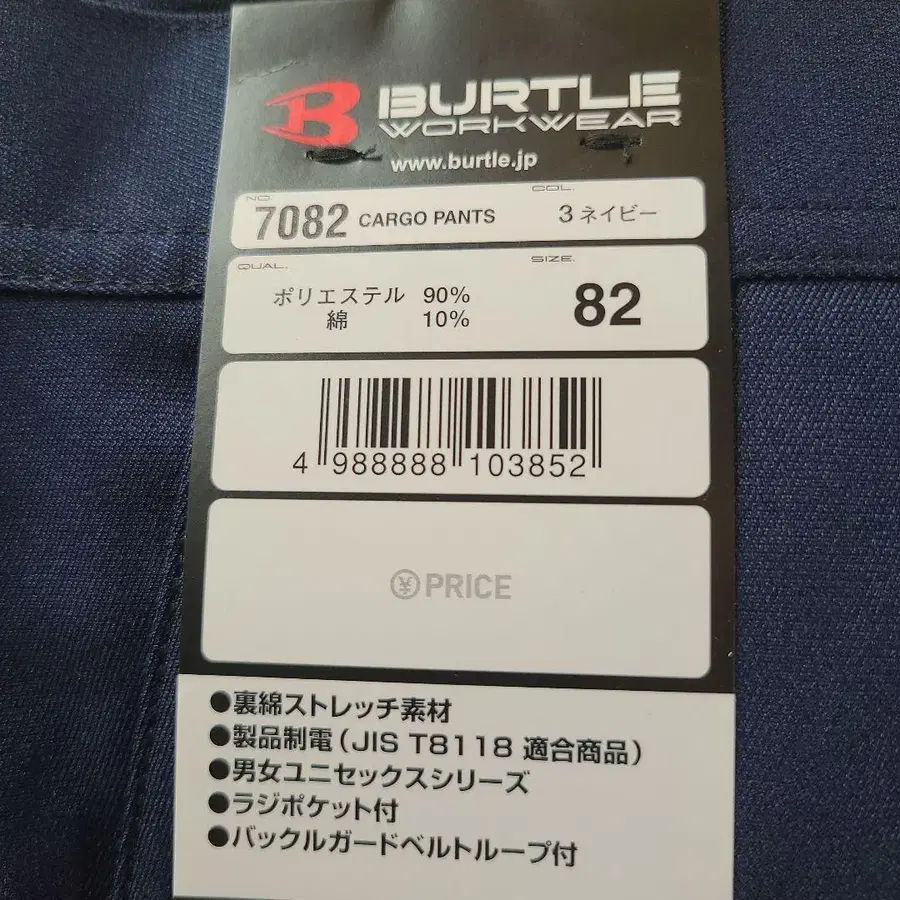 BURTLE
WORKWEAR
www.burtle.jp
NO.
7082 CARGO PANTS
COL.
3 ネイビー
QUAL.
ポリエステル 90%
綿 10%
SIZE.
82
4 988888 103852
¥ PRICE
●裏綿ストレッチ素材
●製品制電（JIS T8118 適合商品）
●男女ユニセックスシリーズ
●ラジポケット付
●バックルガードベルトループ付